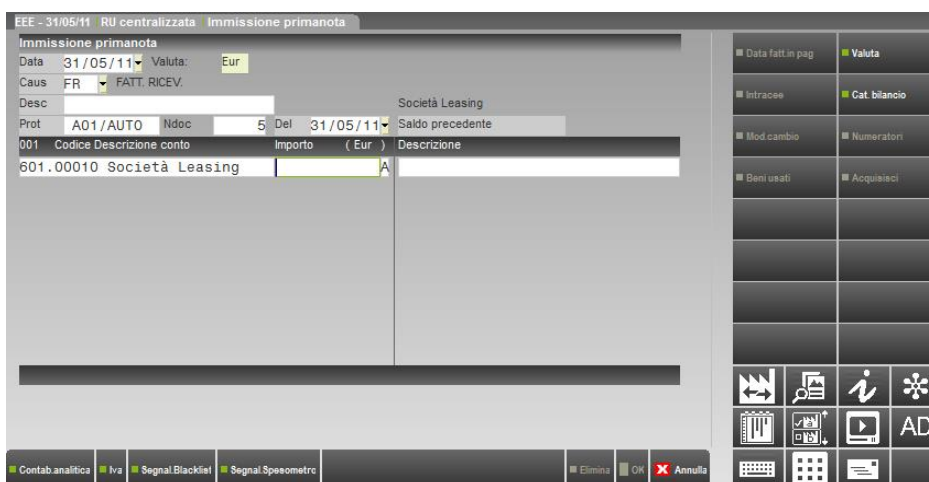 EEE - 31/05/11 RU centralizzata Immissione primanota
Immissione primanota
Data 31/05/11 Valuta: Eur
Caus FR FATT. RICEV.
Desc Società Leasing
Prot A01/AUTO Ndoc 5 Del 31/05/11 Saldo precedente
001 Codice Descrizione conto Importo (Eur ) Descrizione
601.00010 Società Leasing A
Data fatt.in pag Valuta
Intracee Cat. bilancio
Mod.cambio Numeratori
Beni usati Acquisisci
AD
Contab.analitica Iva Segnal.Blacklist Segnal.Spesometro Elimina OK Annulla